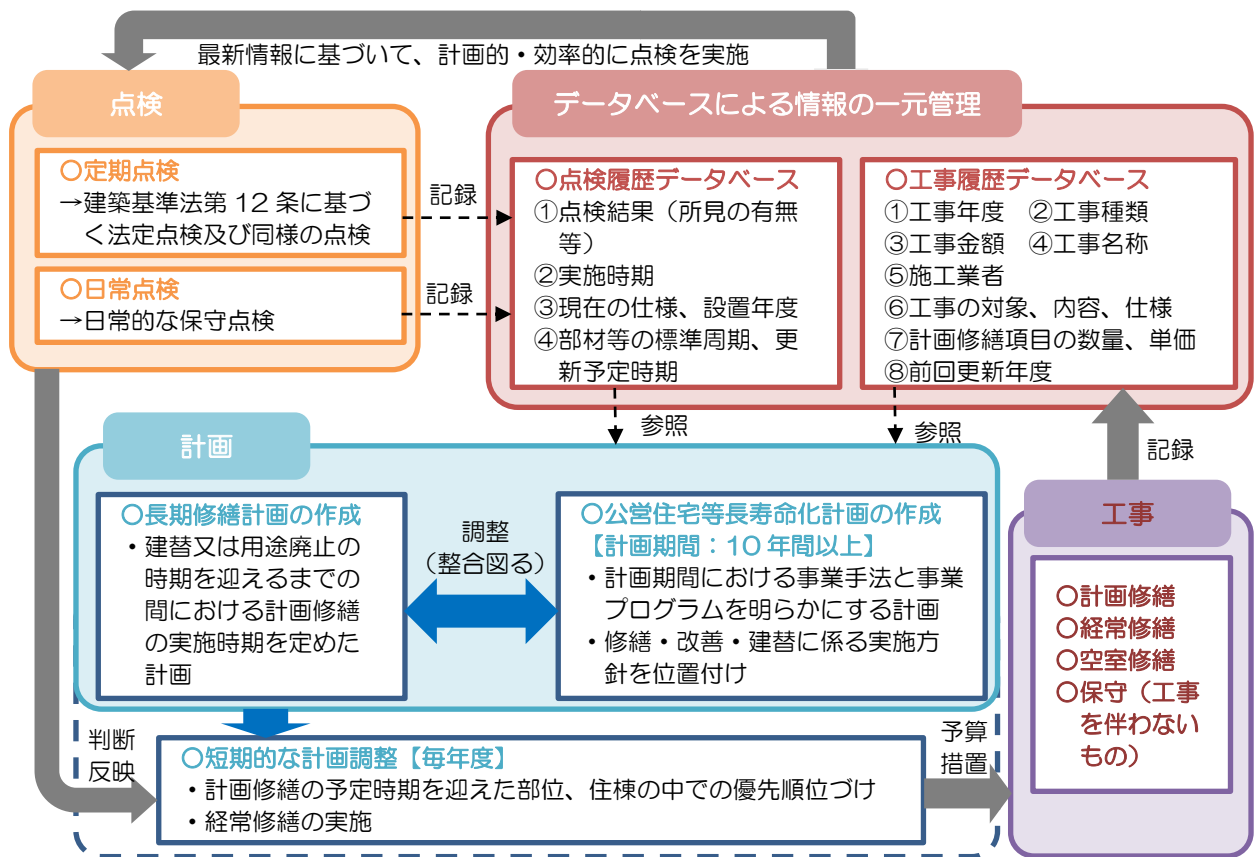 最新情報に基づいて、計画的・効率的に点検を実施
点検
○定期点検
→建築基準法第 12 条に基づ
く法定点検及び同様の点検
○日常点検
→日常的な保守点検
記録
記録
データベースによる情報の一元管理
○点検履歴データベース
①点検結果（所見の有無
等）
②実施時期
③現在の仕様、設置年度
④部材等の標準周期、更
新予定時期
○工事履歴データベース
①工事年度　②工事種類
③工事金額　④工事名称
⑤施工業者
⑥工事の対象、内容、仕様
⑦計画修繕項目の数量、単価
⑧前回更新年度
参照
参照
計画
○長期修繕計画の作成
・建替又は用途廃止の
時期を迎えるまでの
間における計画修繕
の実施時期を定めた
計画
調整
（整合図る）
○公営住宅等長寿命化計画の作成
【計画期間：10 年間以上】
・計画期間における事業手法と事業
プログラムを明らかにする計画
・修繕・改善・建替に係る実施方
針を位置付け
判断
反映
○短期的な計画調整【毎年度】
・計画修繕の予定時期を迎えた部位、住棟の中での優先順位づけ
・経常修繕の実施
予算
措置
記録
工事
○計画修繕
○経常修繕
○空室修繕
○保守（工事
を伴わない
もの）